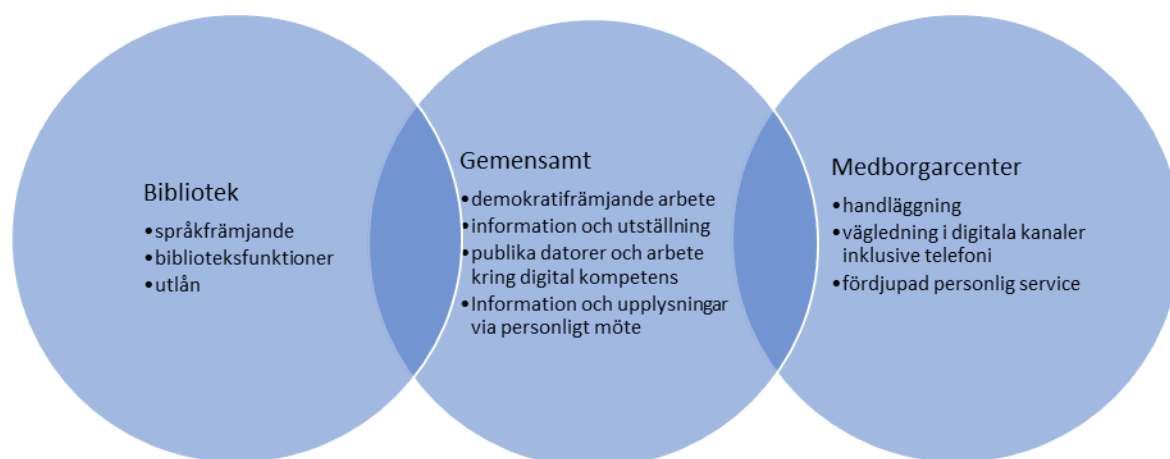 Bibliotek
•språkfrämjande
•biblioteksfunktioner
•utlån
Gemensamt
•demokratifrämjande arbete
•information och utställning
•publika datorer och arbete
kring digital kompetens
•Information och upplysningar
via personligt möte
Medborgarcenter
•handläggning
•vägledning i digitala kanaler
inklusive telefoni
•fördjupad personlig service